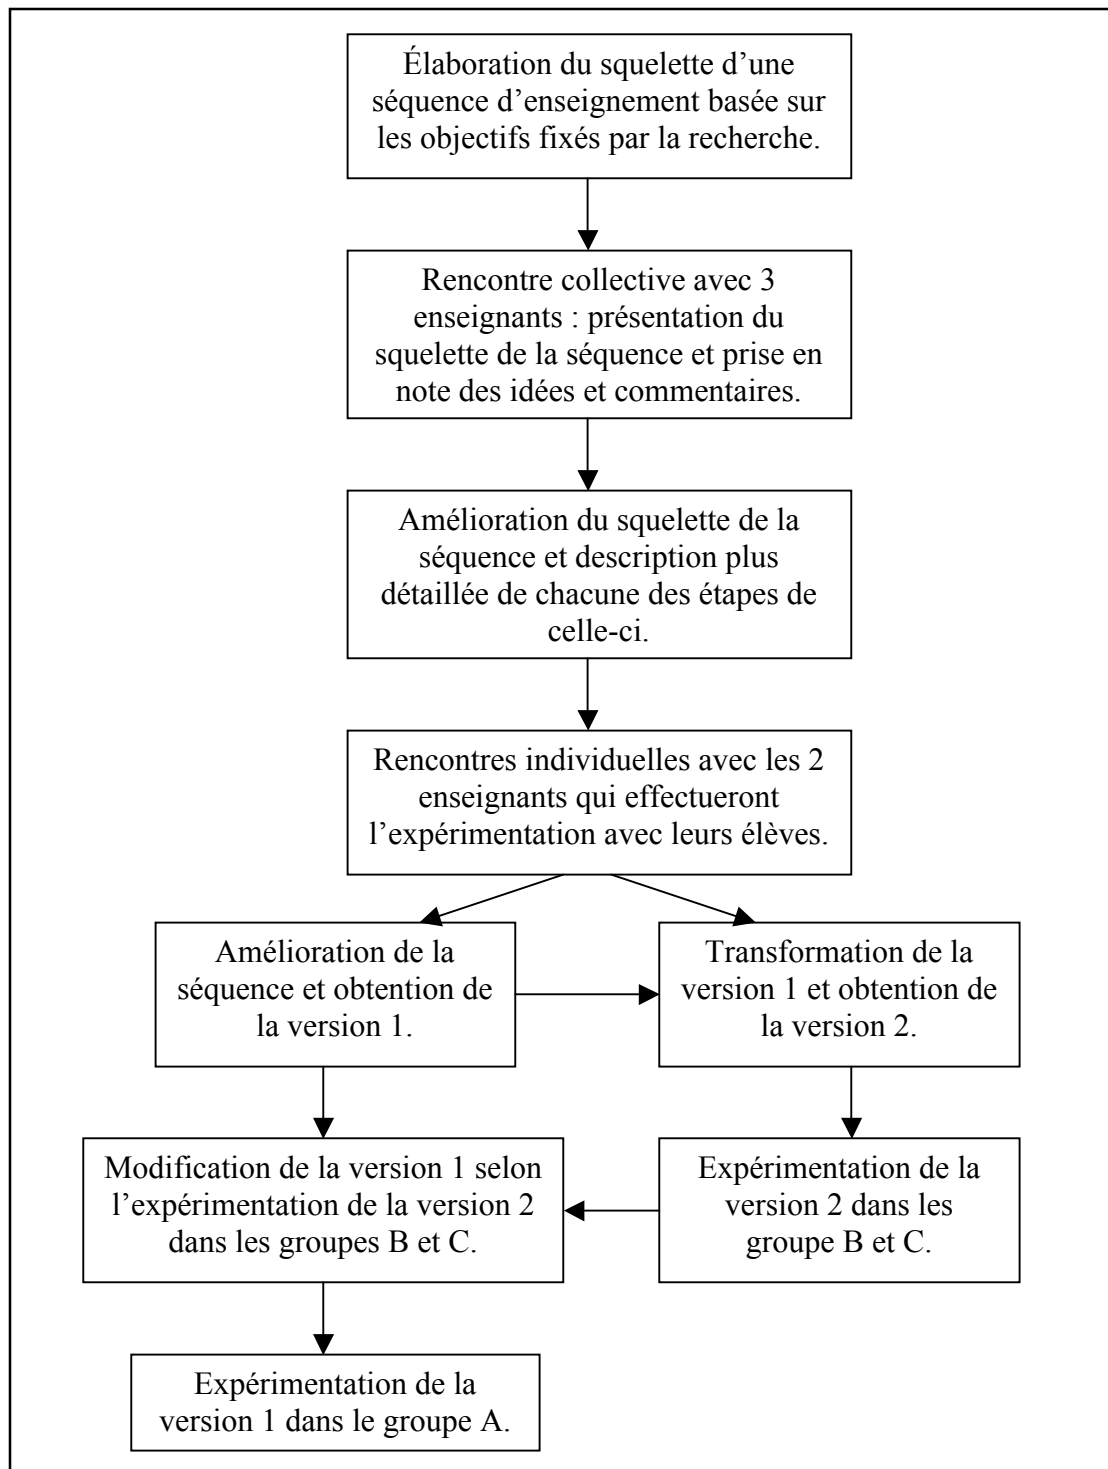 Élaboration du squelette d’une
séquence d’enseignement basée sur
les objectifs fixés par la recherche.
Rencontre collective avec 3
enseignants : présentation du
squelette de la séquence et prise en
note des idées et commentaires.
Amélioration du squelette de la
séquence et description plus
détaillée de chacune des étapes de
celle-ci.
Rencontres individuelles avec les 2
enseignants qui effectueront
l’expérimentation avec leurs élèves.
Amélioration de la
séquence et obtention de
la version 1.
Transformation de la
version 1 et obtention de
la version 2.
Modification de la version 1 selon
l’expérimentation de la version 2
dans les groupes B et C.
Expérimentation de la
version 2 dans les
groupe B et C.
Expérimentation de la
version 1 dans le groupe A.